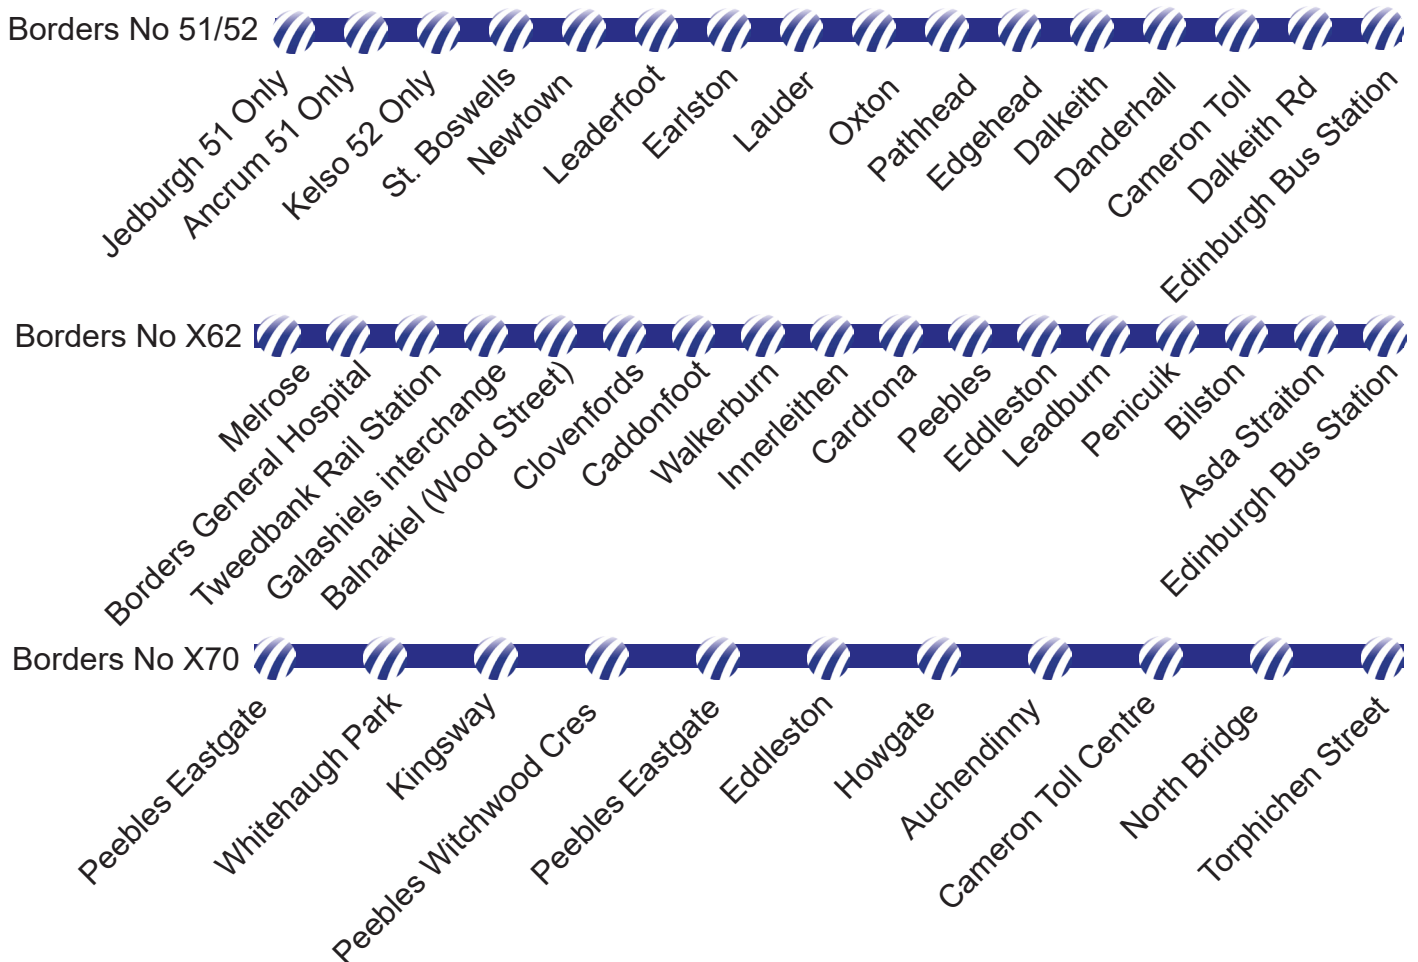 Borders No 51/52
Jedburgh 51 Only
Ancrum 51 Only
Kelso 52 Only
St. Boswells
Newtown
Leaderfoot
Earlston
Lauder
Oxton
Pathhead
Edgehead
Dalkeith
Danderhall
Cameron Toll
Dalkeith Rd
Edinburgh Bus Station
Borders No X62
Melrose
Borders General Hospital
Tweedbank Rail Station
Galashiels interchange
Balnakiel (Wood Street)
Clovenfords
Caddonfoot
Walkerburn
Innerleithen
Cardrona
Peebles
Eddleston
Leadburn
Penicuik
Bilston
Asda Straiton
Edinburgh Bus Station
Borders No X70
Peebles Eastgate
Whitehaugh Park
Kingsway
Peebles Witchwood Cres
Peebles Eastgate
Eddleston
Howgate
Auchendinny
Cameron Toll Centre
North Bridge
Torphichen Street